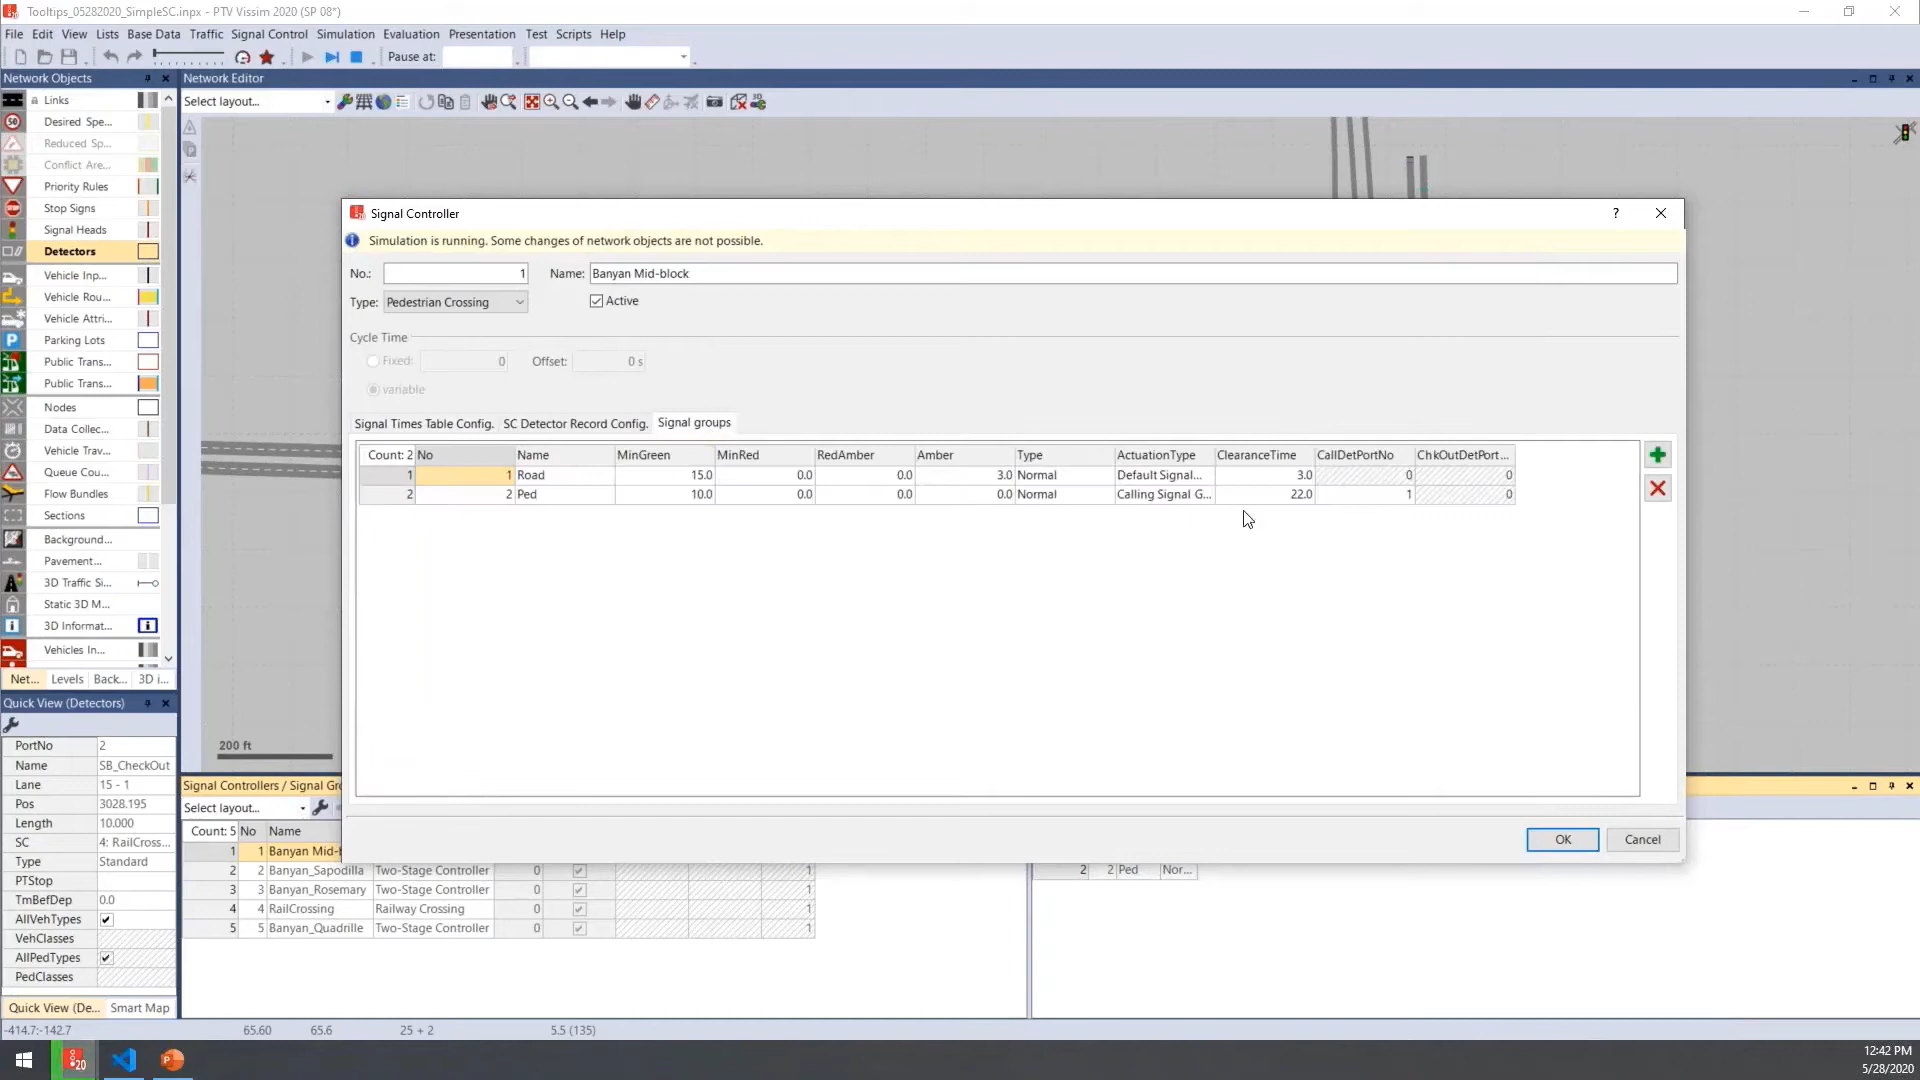 Tooltips_05282020_SimpleSC.inpx - PTV Vissim 2020 (SP 08*)
File Edit View Lists Base Data Traffic Signal Control Simulation Evaluation Presentation Test Scripts Help
Pause at:
Network Objects
Network Editor
Select layout...
Links
Desired Spe...
Reduced Sp...
Conflict Are...
Priority Rules
Stop Signs
Signal Heads
Detectors
Vehicle Inp...
Vehicle Rou...
Vehicle Attri...
Parking Lots
Public Trans...
Public Trans...
Nodes
Data Collec...
Vehicle Trav...
Queue Cou...
Flow Bundles
Sections
Background...
Pavement...
3D Traffic Si...
Static 3D M...
3D Informat...
Vehicles In...
Net... Levels Back... 3D i...
Quick View (Detectors)
PortNo 2
Name SB_CheckOut
Lane 15 - 1
Pos 3028.195
Length 10.000
SC 4: RailCross...
Type Standard
PTStop
TmBefDep 0.0
AllVehTypes
VehClasses
AllPedTypes
PedClasses
Quick View (De... Smart Map
200 ft
Signal Controller
Simulation is running. Some changes of network objects are not possible.
No.: 1 Name: Banyan Mid-block
Type: Pedestrian Crossing Active
Cycle Time
Fixed: 0 Offset: 0 s
variable
Signal Times Table Config. SC Detector Record Config. Signal groups
Count: 2 No Name MinGreen MinRed RedAmber Amber Type ActuationType ClearanceTime CallDetPortNo ChkOutDetPort...
1 1 Road 15.0 0.0 0.0 3.0 Normal Default Signal... 3.0 0 0
2 2 Ped 10.0 0.0 0.0 0.0 Normal Calling Signal G... 22.0 1 0
OK Cancel
Signal Controllers / Signal Gro
Select layout...
Count: 5 No Name
1 1 Banyan Mid-b
2 2 Banyan_Sapodilla Two-Stage Controller 0 1
3 3 Banyan_Rosemary Two-Stage Controller 0 1
4 4 RailCrossing Railway Crossing 0 1
5 5 Banyan_Quadrille Two-Stage Controller 0 1
2 2 Ped Nor...
-414.7:-142.7 65.60 65.6 25 + 2 5.5 (135)
12:42 PM
5/28/2020